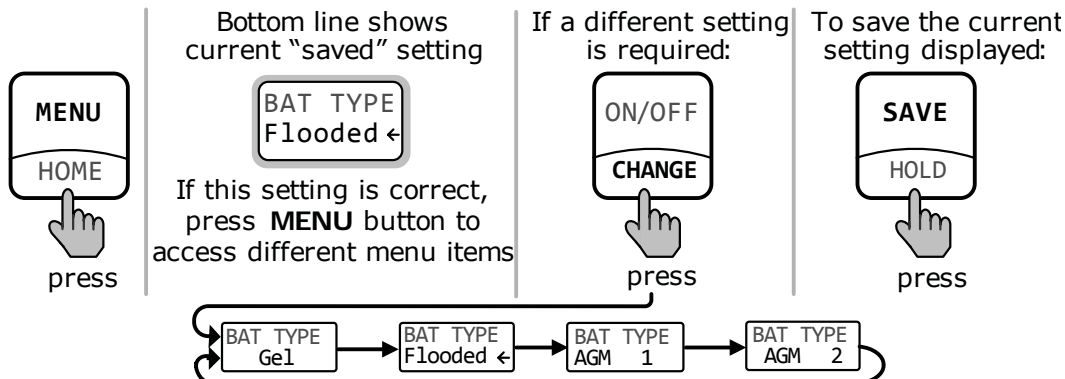 MENU
HOME
press
Bottom line shows
current “saved” setting
BAT TYPE
Flooded ←
If this setting is correct,
press MENU button to
access different menu items
If a different setting
is required:
ON/OFF
CHANGE
press
To save the current
setting displayed:
SAVE
HOLD
press
BAT TYPE
Gel
BAT TYPE
Flooded ←
BAT TYPE
AGM 1
BAT TYPE
AGM 2